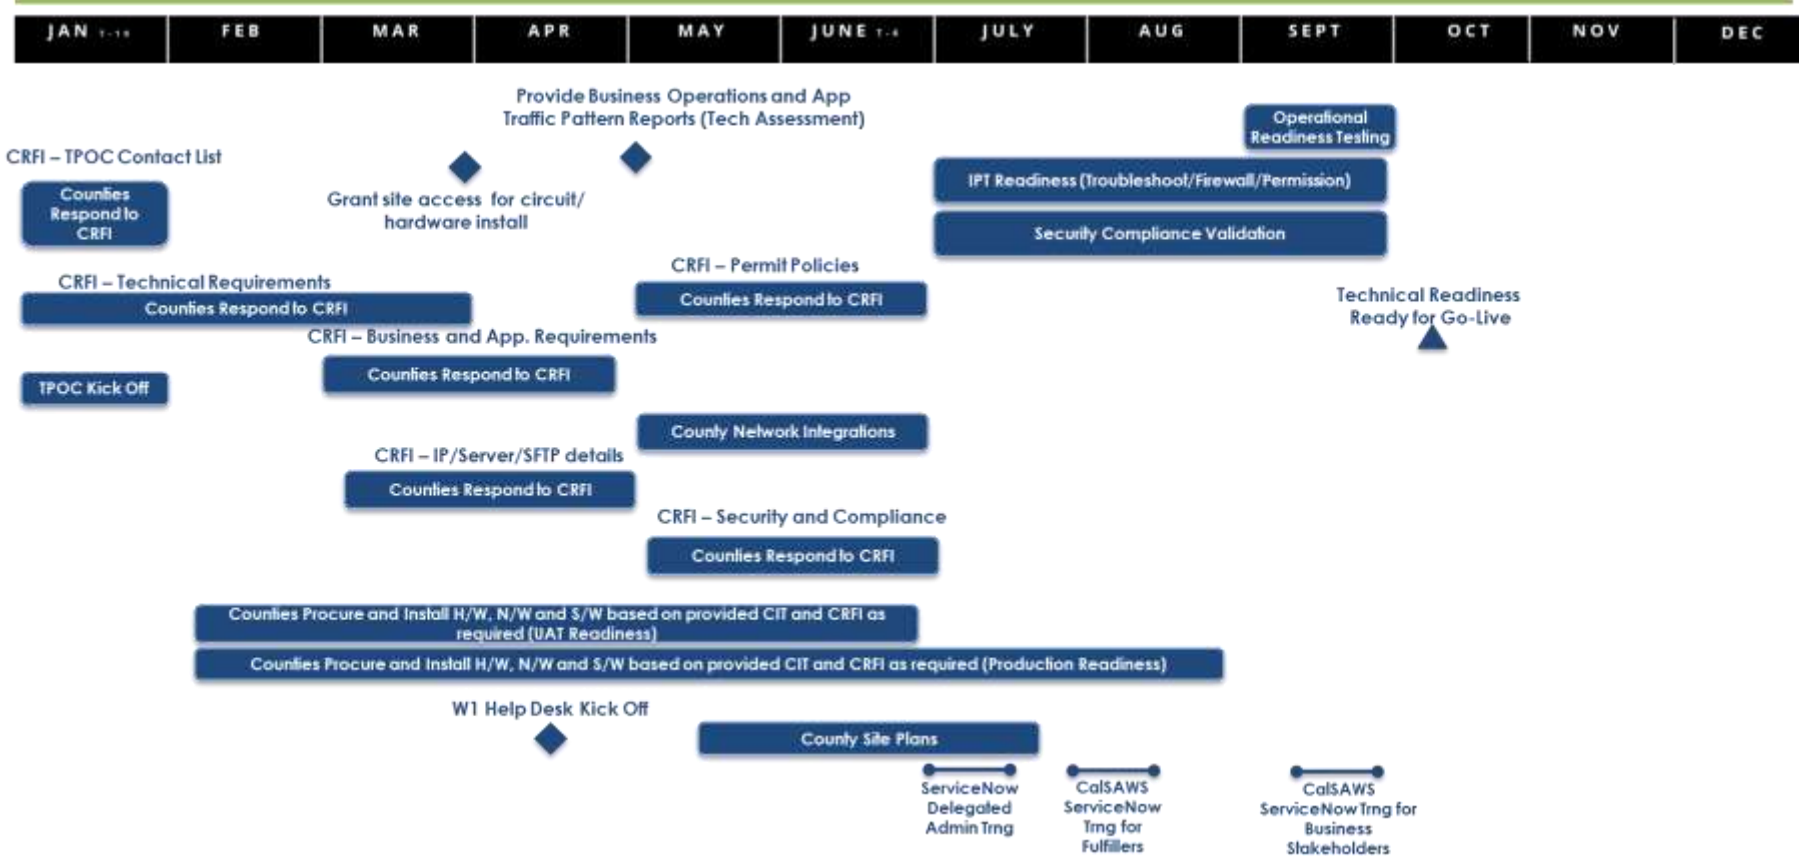 JAN
FEB
MAR
APR
MAY
JUNE
JULY
AUG
SEPT
OCT
NOV
DEC
Provide Business Operations and App
Traffic Pattern Reports (Tech Assessment)
Operational
Readiness Testing
CRFI – TPOC Contact List
Counties
Respond to
CRFI
Grant site access for circuit/
hardware install
IPT Readiness (Troubleshoot/Firewall/Permission)
Security Compliance Validation
CRFI – Technical Requirements
Counties Respond to CRFI
CRFI – Permit Policies
Counties Respond to CRFI
Technical Readiness
Ready for Go-Live
CRFI – Business and App. Requirements
Counties Respond to CRFI
TPOC Kick Off
County Network Integrations
CRFI – IP/Server/SFTP details
Counties Respond to CRFI
CRFI – Security and Compliance
Counties Respond to CRFI
Counties Procure and Install H/W, N/W and S/W based on provided CIT and CRFI as
required (UAT Readiness)
Counties Procure and Install H/W, N/W and S/W based on provided CIT and CRFI as required (Production Readiness)
W1 Help Desk Kick Off
County Site Plans
ServiceNow
Delegated
Admin Trng
CalSAWS
ServiceNow
Trng for
Fulfillers
CalSAWS
ServiceNow Trng for
Business
Stakeholders